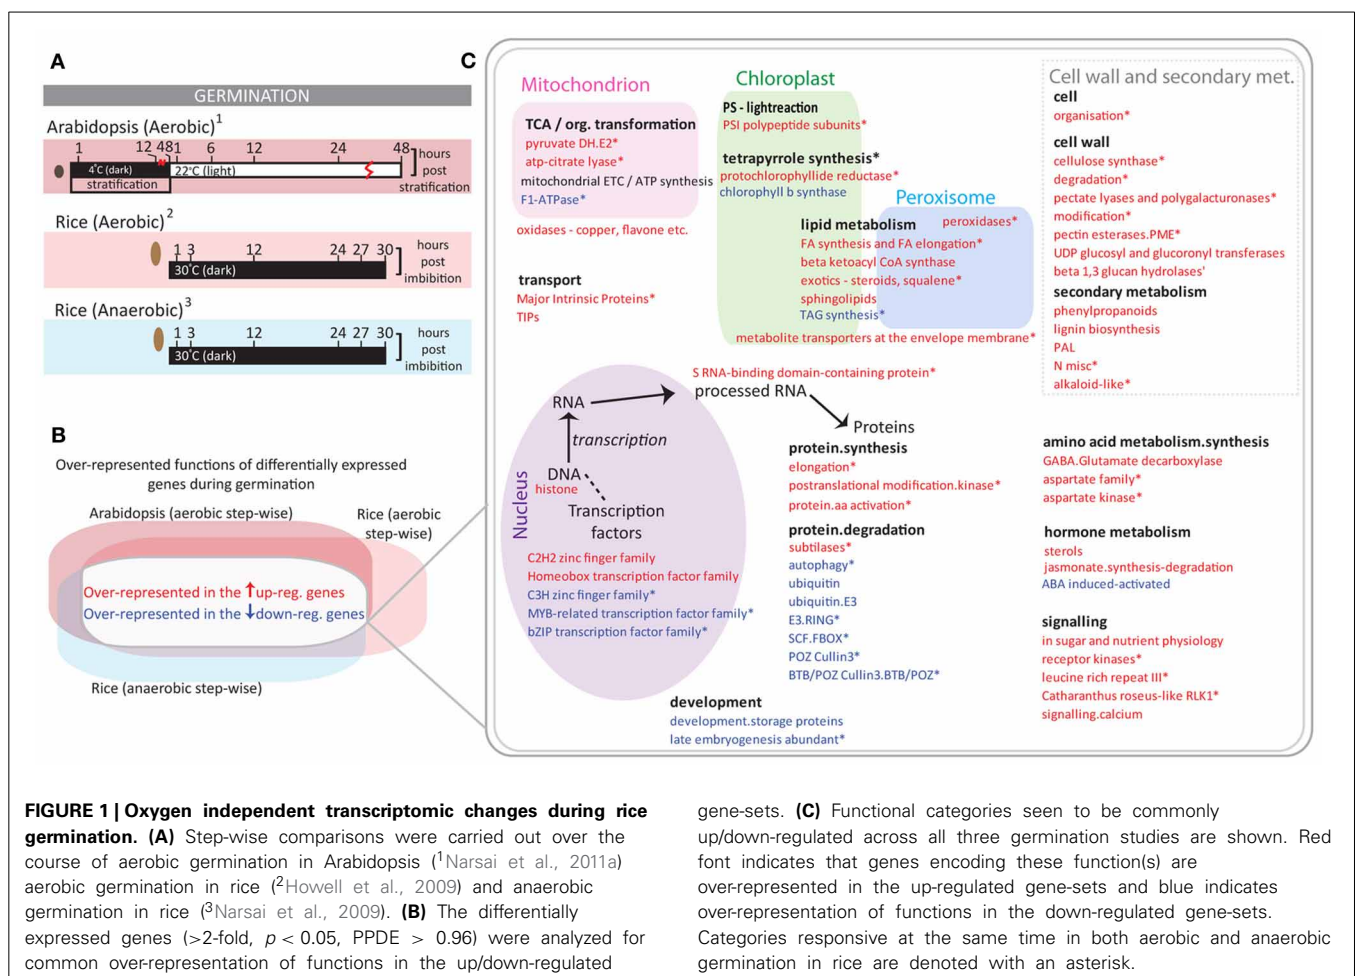 A
GERMINATION
Arabidopsis (Aerobic)1
1 12 48 1 6 12 24 48
4°C (dark) 22°C (light)
stratification
hours
post
stratification
Rice (Aerobic)2
1 3 12 24 27 30
30°C (dark)
hours
post
imbibition
Rice (Anaerobic)3
1 3 12 24 27 30
30°C (dark)
hours
post
imbibition
B
Over-represented functions of differentially expressed
genes during germination
Arabidopsis (aerobic step-wise)
Rice (aerobic
step-wise)
Over-represented in the ↑up-reg. genes
Over-represented in the ↓down-reg. genes
Rice (anaerobic step-wise)
C
Mitochondrion
TCA / org. transformation
pyruvate DH.E2*
atp-citrate lyase*
mitochondrial ETC / ATP synthesis
F1-ATPase*
oxidases - copper, flavone etc.
transport
Major Intrinsic Proteins*
TIPs
Chloroplast
PS - lightreaction
PSI polypeptide subunits*
tetrapyrrole synthesis*
protochlorophyllide reductase*
chlorophyll b synthase
Peroxisome
peroxidases*
lipid metabolism
FA synthesis and FA elongation*
beta ketoacyl CoA synthase
exotics - steroids, squalene*
sphingolipids
TAG synthesis*
metabolite transporters at the envelope membrane*
Cell wall and secondary met.
cell
organisation*
cell wall
cellulose synthase*
degradation*
pectate lyases and polygalacturonases*
modification*
pectin esterases.PME*
UDP glucosyl and glucoronyl transferases
beta 1,3 glucan hydrolases'
secondary metabolism
phenylpropanoids
lignin biosynthesis
PAL
N misc*
alkaloid-like*
Nucleus
RNA
transcription
DNA
histone
Transcription
factors
C2H2 zinc finger family
Homeobox transcription factor family
C3H zinc finger family*
MYB-related transcription factor family*
bZIP transcription factor family*
S RNA-binding domain-containing protein*
processed RNA
Proteins
protein.synthesis
elongation*
postranslational modification.kinase*
protein.aa activation*
protein.degradation
subtilases*
autophagy*
ubiquitin
ubiquitin.E3
E3.RING*
SCF.FBOX*
POZ Cullin3*
BTB/POZ Cullin3.BTB/POZ*
development
development.storage proteins
late embryogenesis abundant*
amino acid metabolism.synthesis
GABA.Glutamate decarboxylase
aspartate family*
aspartate kinase*
hormone metabolism
sterols
jasmonate.synthesis-degradation
ABA induced-activated
signalling
in sugar and nutrient physiology
receptor kinases*
leucine rich repeat III*
Catharanthus roseus-like RLK1*
signalling.calcium
FIGURE 1 | Oxygen independent transcriptomic changes during rice
germination. (A) Step-wise comparisons were carried out over the
course of aerobic germination in Arabidopsis (1Narsai et al., 2011a)
aerobic germination in rice (2Howell et al., 2009) and anaerobic
germination in rice (3Narsai et al., 2009). (B) The differentially
expressed genes (>2-fold, p < 0.05, PPDE > 0.96) were analyzed for
common over-representation of functions in the up/down-regulated
gene-sets. (C) Functional categories seen to be commonly
up/down-regulated across all three germination studies are shown. Red
font indicates that genes encoding these function(s) are
over-represented in the up-regulated gene-sets and blue indicates
over-representation of functions in the down-regulated gene-sets.
Categories responsive at the same time in both aerobic and anaerobic
germination in rice are denoted with an asterisk.